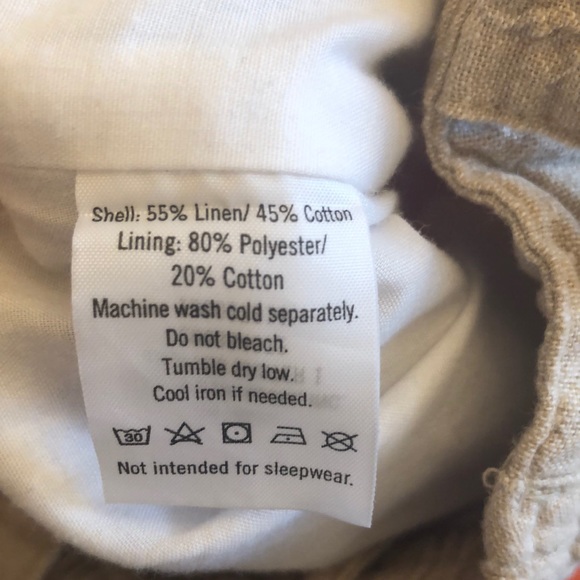 Shell: 55% Linen/ 45% Cotton
Lining: 80% Polyester/
20% Cotton
Machine wash cold separately.
Do not bleach.
Tumble dry low.
Cool iron if needed.
30
Not intended for sleepwear.